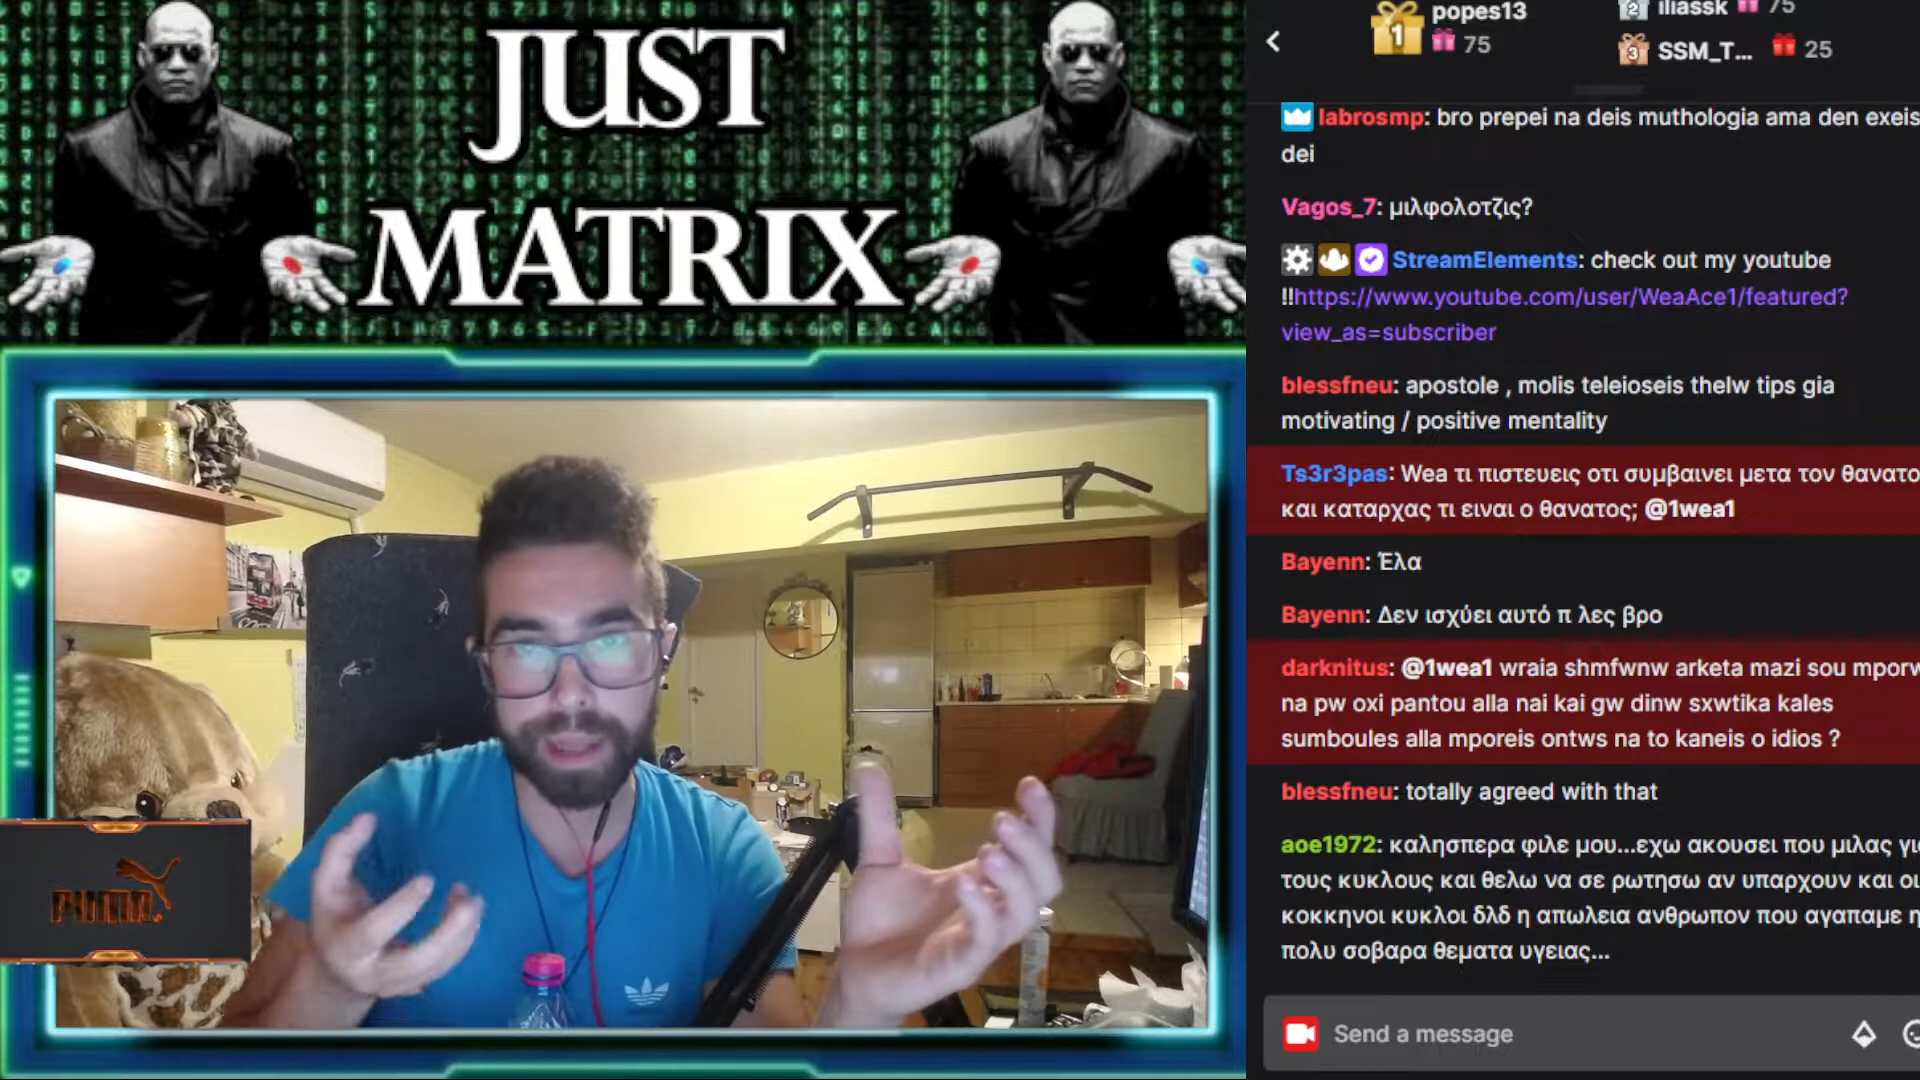 JUST
MATRIX
PUMA
1
popes13
75
2
iliassk
75
3
SSM_T...
25
labrosmp: bro prepei na deis muthologia ama den exeis
dei
Vagos_7: μιλφολοτζις?
StreamElements: check out my youtube
!!https://www.youtube.com/user/WeaAce1/featured?
view_as=subscriber
blessfneu: apostole , molis teleioseis thelw tips gia
motivating / positive mentality
Ts3r3pas: Wea τι πιστευεις οτι συμβαινει μετα τον θανατο
και καταρχας τι ειναι ο θανατος; @1wea1
Bayenn: Έλα
Bayenn: Δεν ισχύει αυτό π λες βρο
darknitus: @1wea1 wraia shmfwnw arketa mazi sou mporw
na pw oxi pantou alla nai kai gw dinw sxwtika kales
sumboules alla mporeis ontws na to kaneis o idios ?
blessfneu: totally agreed with that
aoe1972: καλησπερα φιλε μου...εχω ακουσει που μιλας για
τους κυκλους και θελω να σε ρωτησω αν υπαρχουν και οι
κοκκηνοι κυκλοι δλδ η απωλεια ανθρωπον που αγαπαμε η
πολυ σοβαρα θεματα υγειας...
Send a message